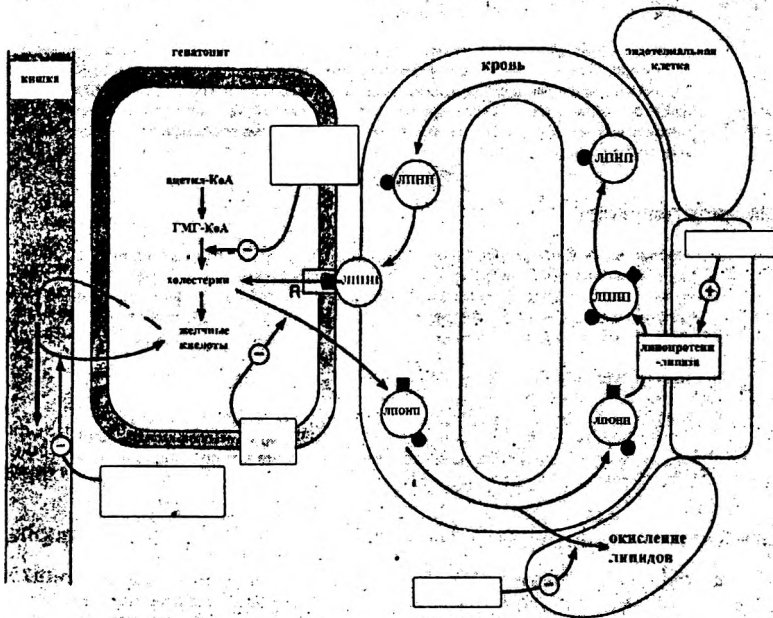 кишка
гепатоцит
кровь
эндотелиальная
клетка
ацетил-КоА
ГМГ-КоА
холестерин
желчные
кислоты
R
ЛПНП
ЛПНП
ЛПНП
ЛППП
липопротеин
-липаза
ЛПОНП
ЛПОНП
окисление
липидов